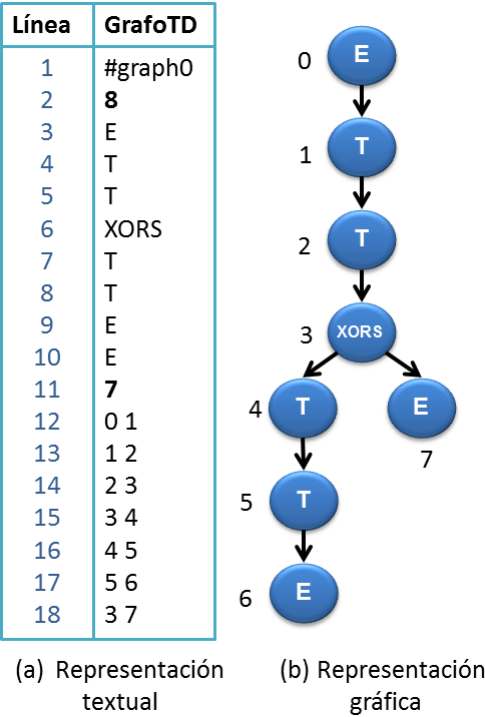 Línea GrafoTD
1 #graph0
2 8
3 E
4 T
5 T
6 XORS
7 T
8 T
9 E
10 E
11 7
12 0 1
13 1 2
14 2 3
15 3 4
16 4 5
17 5 6
18 3 7
(a) Representación
textual
0 E
1 T
2 T
3 XORS
4 T
E
7
5 T
6 E
(b) Representación
gráfica